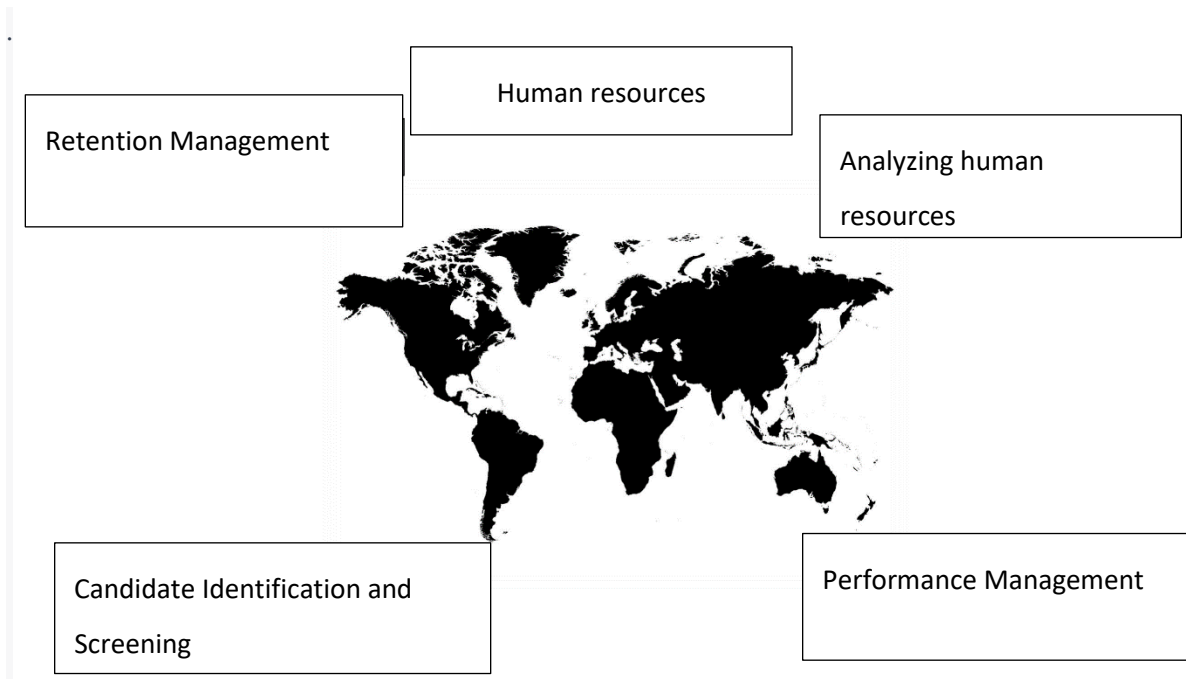 Human resources
Retention Management
Analyzing human
resources
Candidate Identification and
Screening
Performance Management